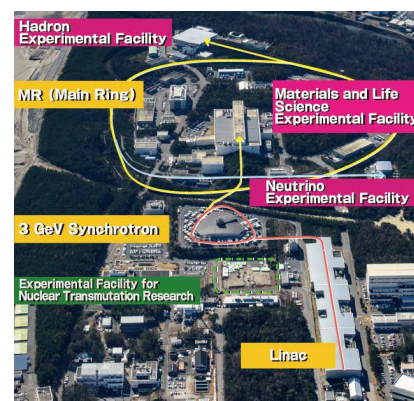 Hadron
Experimental Facility
MR (Main Ring)
Materials and Life
Science
Experimental Facility
Neutrino
Experimental Facility
3 GeV Synchrotron
Experimental Facility for
Nuclear Transmutation Research
Linac